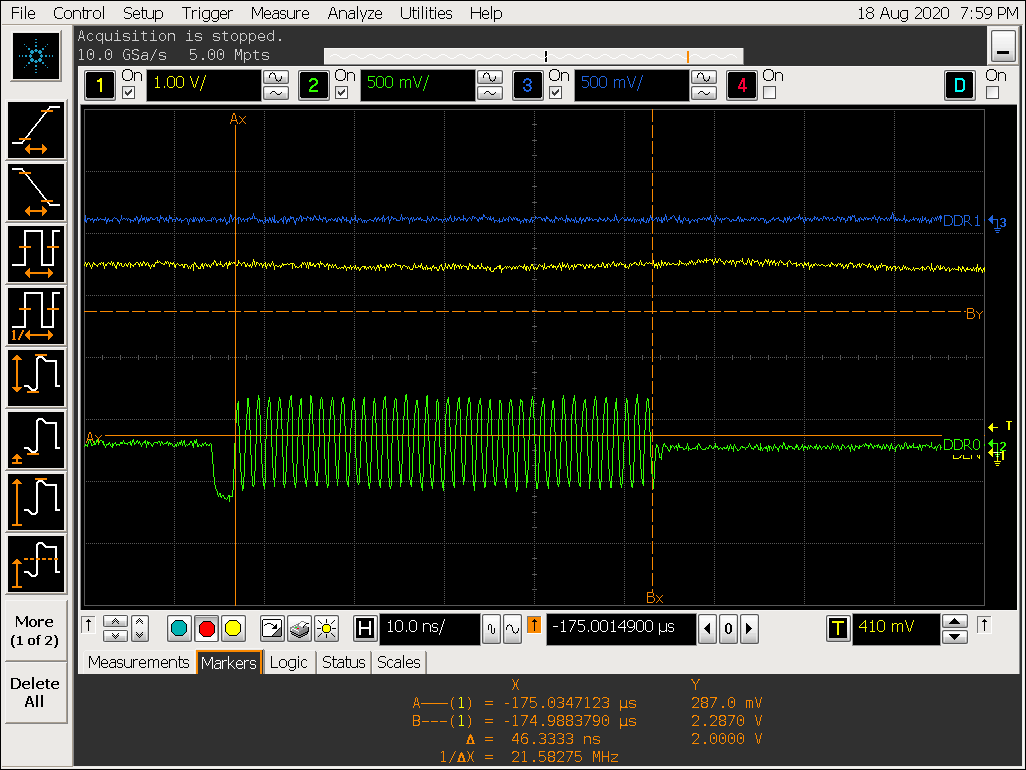 File Control Setup Trigger Measure Analyze Utilities Help 18 Aug 2020 7:59 PM
Acquisition is stopped.
10.0 GSa/s 5.00 Mpts
1 On 1.00 V/ 2 On 500 mV/ 3 On 500 mV/ 4 On D On
Ax
DDR1 3
By
T
Ax
DDR0 2
1
Bx
1/
More
(1 of 2)
Delete
All
H 10.0 ns/ -175.0014900 µs 0 T 410 mV
Measurements Markers Logic Status Scales
X Y
A——(1) = -175.0347123 µs 287.0 mV
B---(1) = -174.9883790 µs 2.2870 V
Δ = 46.3333 ns 2.0000 V
1/ΔX = 21.58275 MHz